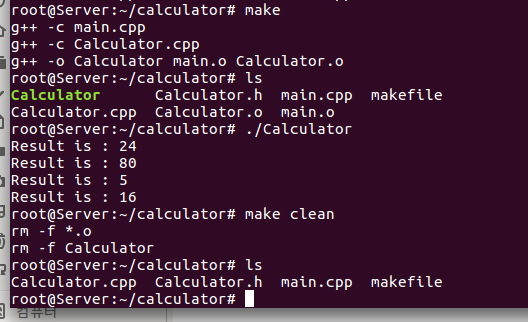 root@Server:~/calculator# make
g++ -c main.cpp
g++ -c Calculator.cpp
g++ -o Calculator main.o Calculator.o
root@Server:~/calculator# ls
Calculator      Calculator.h  main.cpp  makefile
Calculator.cpp  Calculator.o  main.o
root@Server:~/calculator# ./Calculator
Result is : 24
Result is : 80
Result is : 5
Result is : 16
root@Server:~/calculator# make clean
rm -f *.o
rm -f Calculator
root@Server:~/calculator# ls
Calculator.cpp  Calculator.h  main.cpp  makefile
root@Server:~/calculator#
컴퓨터